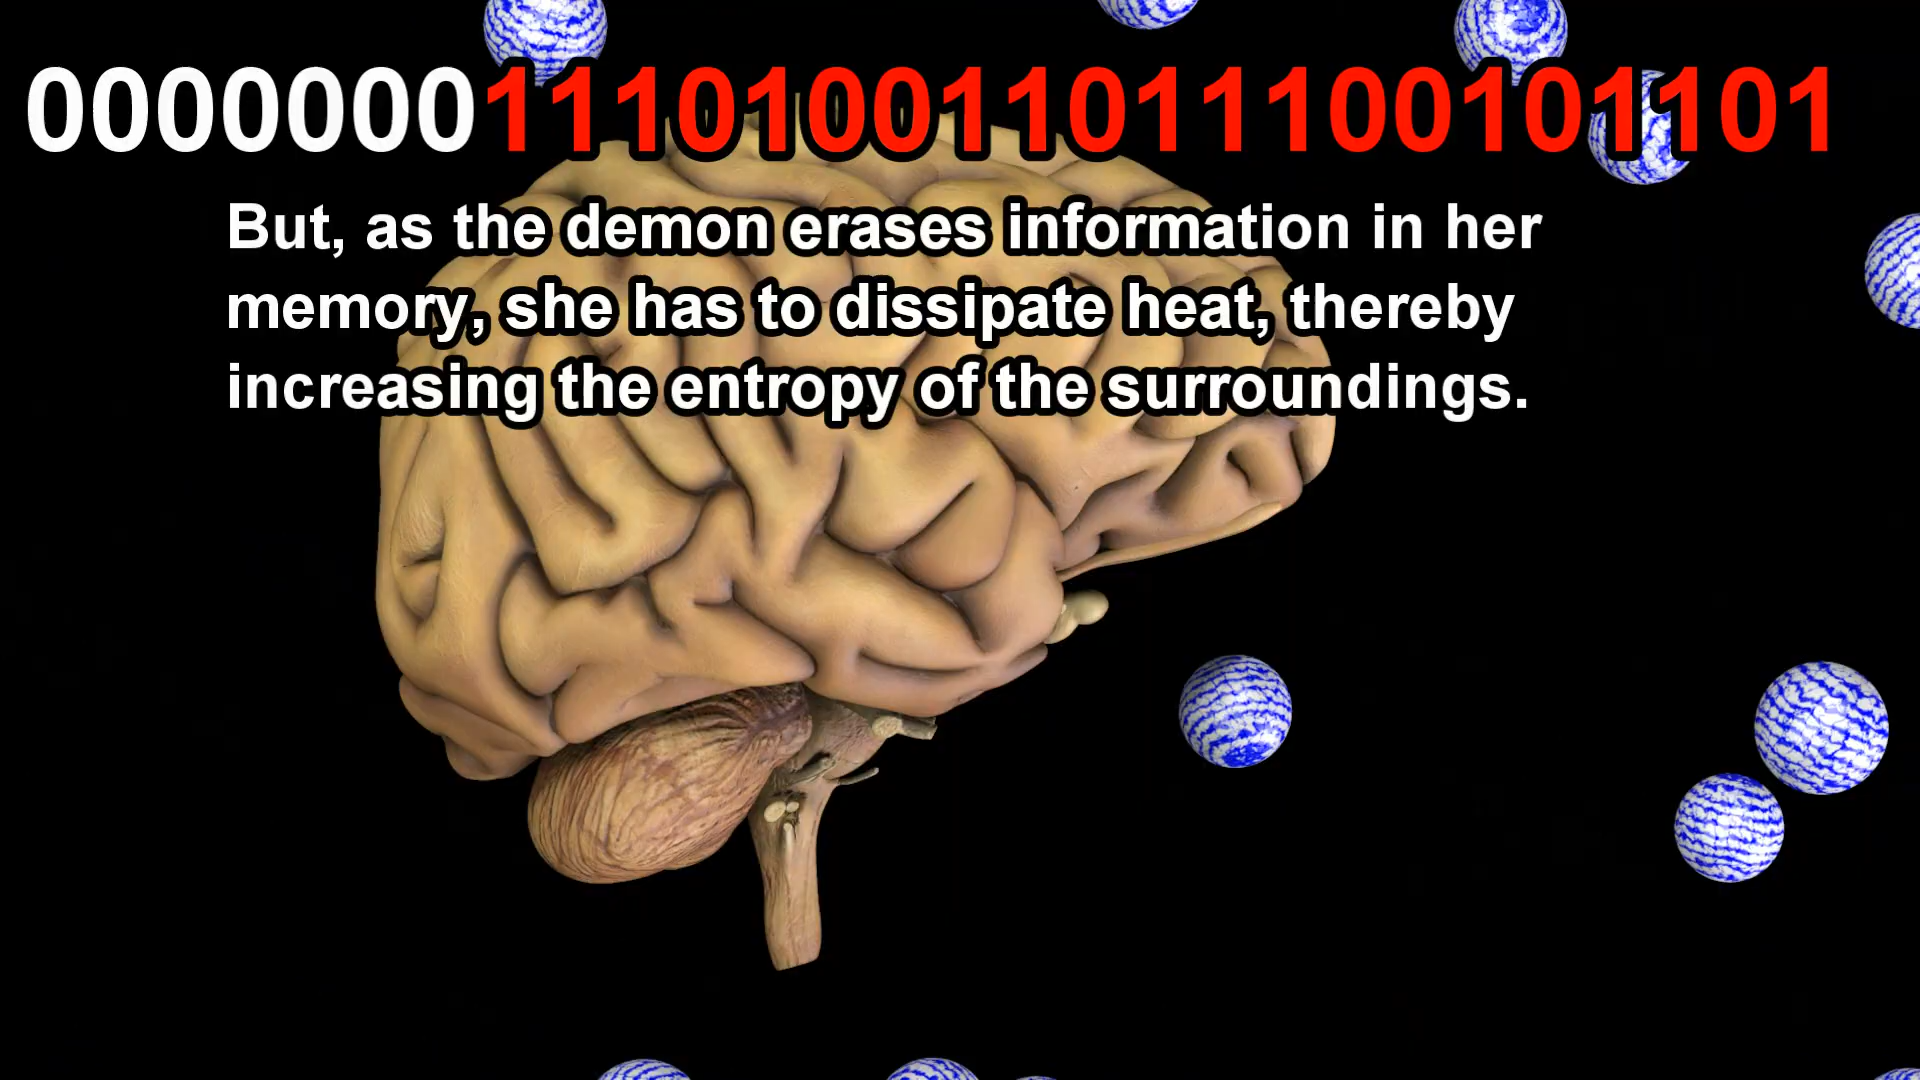 0000000111010011011100101101
But, as the demon erases information in her
memory, she has to dissipate heat, thereby
increasing the entropy of the surroundings.